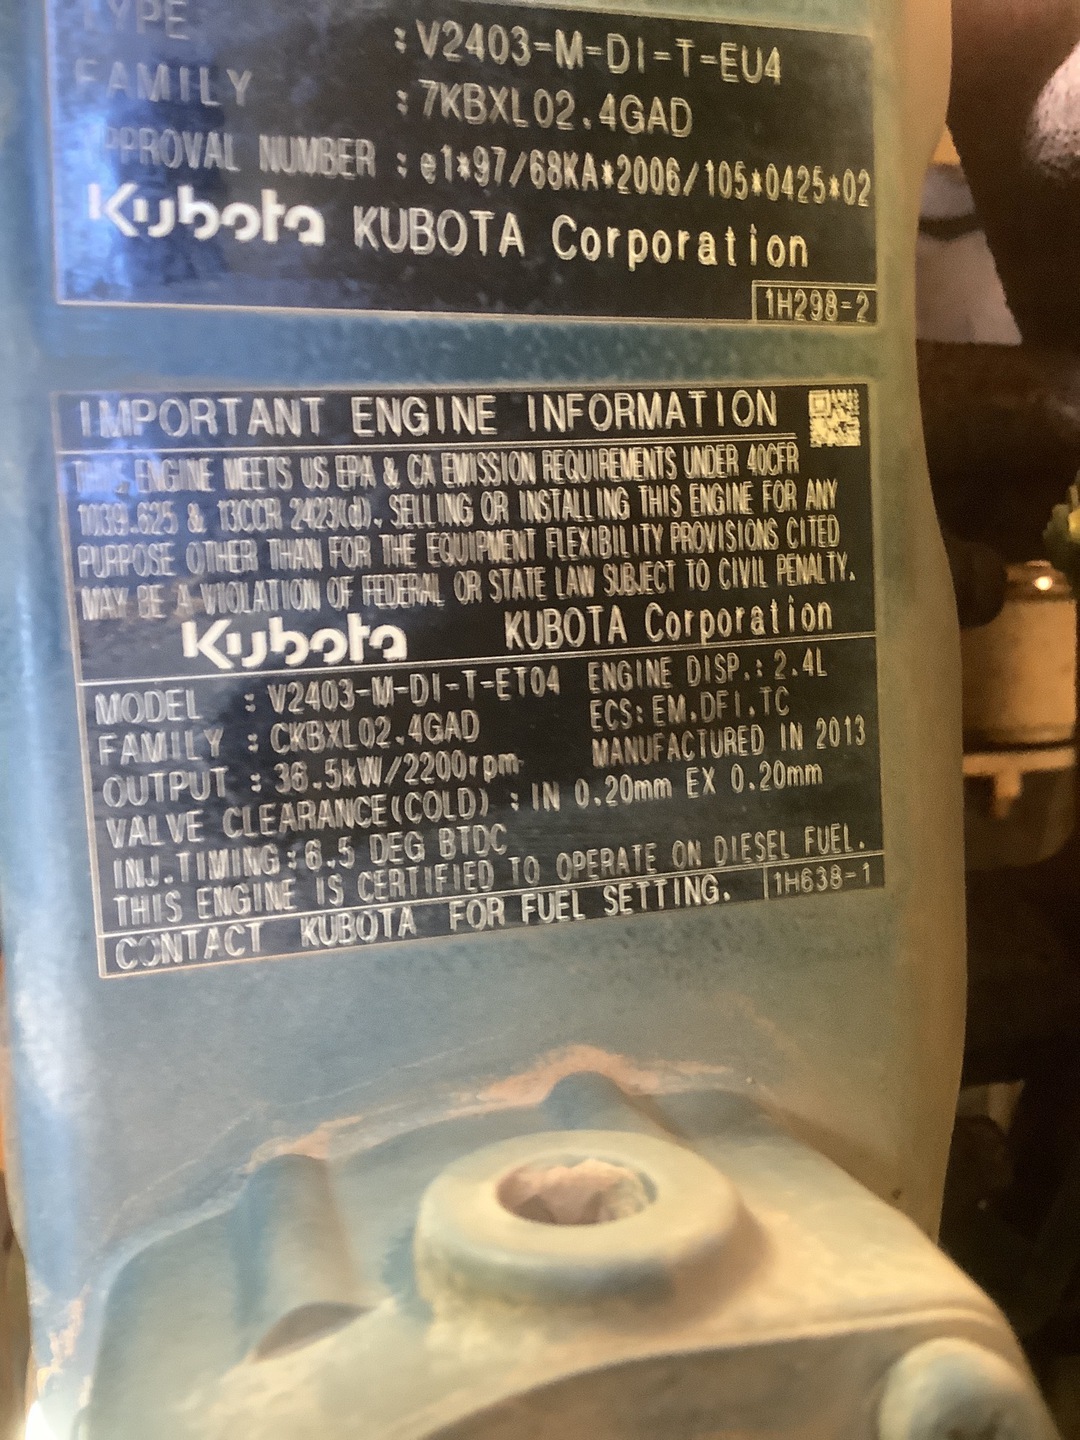 TYPE : V2403-M-DI-T-EU4
FAMILY : 7KBXL02.4GAD
APPROVAL NUMBER : e1*97/68KA*2006/105*0425*02
Kubota KUBOTA Corporation
1H298-2
IMPORTANT ENGINE INFORMATION
THIS ENGINE MEETS US EPA & CA EMISSION REQUIREMENTS UNDER 40CFR
1039.625 & 13CCR 2423(d). SELLING OR INSTALLING THIS ENGINE FOR ANY
PURPOSE OTHER THAN FOR THE EQUIPMENT FLEXIBILITY PROVISIONS CITED
MAY BE A VIOLATION OF FEDERAL OR STATE LAW SUBJECT TO CIVIL PENALTY.
Kubota KUBOTA Corporation
MODEL : V2403-M-DI-T-ET04 ENGINE DISP.: 2.4L
FAMILY : CKBXL02.4GAD ECS: EM,DFI,TC
OUTPUT : 36.5kW/2200rpm MANUFACTURED IN 2013
VALVE CLEARANCE(COLD) : IN 0.20mm EX 0.20mm
INJ.TIMING: 6.5 DEG BTDC
THIS ENGINE IS CERTIFIED TO OPERATE ON DIESEL FUEL.
CONTACT KUBOTA FOR FUEL SETTING. 1H638-1